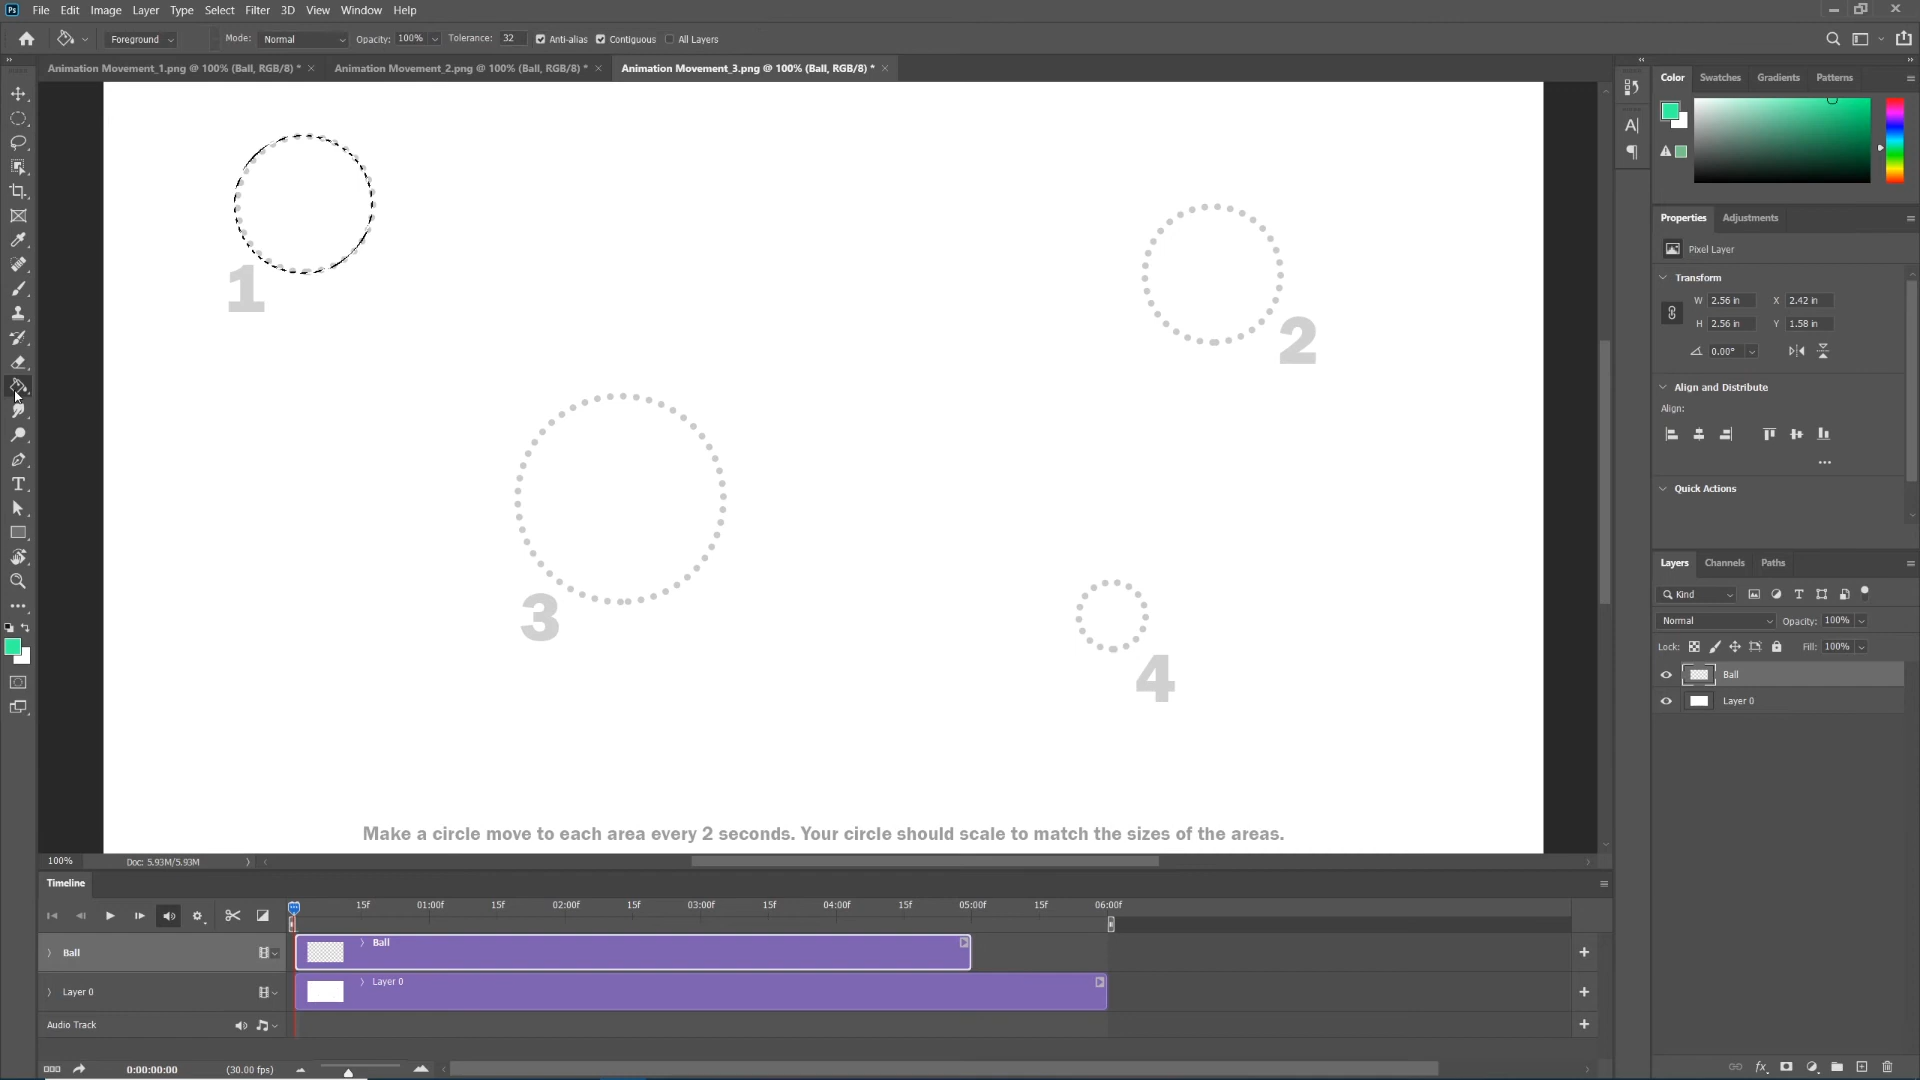 Ps File Edit Image Layer Type Select Filter 3D View Window Help
Foreground Mode: Normal Opacity: 100% Tolerance: 32 Anti-alias Contiguous All Layers
Animation Movement_1.png @ 100% (Ball, RGB/8) * Animation Movement_2.png @ 100% (Ball, RGB/8) * Animation Movement_3.png @ 100% (Ball, RGB/8) *
Color Swatches Gradients Patterns
1
2
3
4
Make a circle move to each area every 2 seconds. Your circle should scale to match the sizes of the areas.
Properties Adjustments
Pixel Layer
Transform
W 2.56 in X 2.42 in
H 2.56 in Y 1.58 in
0.00°
Align and Distribute
Align:
Quick Actions
Layers Channels Paths
Kind
Normal Opacity: 100%
Lock: Fill: 100%
Ball
Layer 0
100% Doc: 5.93M/5.93M
Timeline
15f 01:00f 15f 02:00f 15f 03:00f 15f 04:00f 15f 05:00f 15f 06:00f
Ball Ball
Layer 0 Layer 0
Audio Track
0:00:00:00 (30.00 fps)